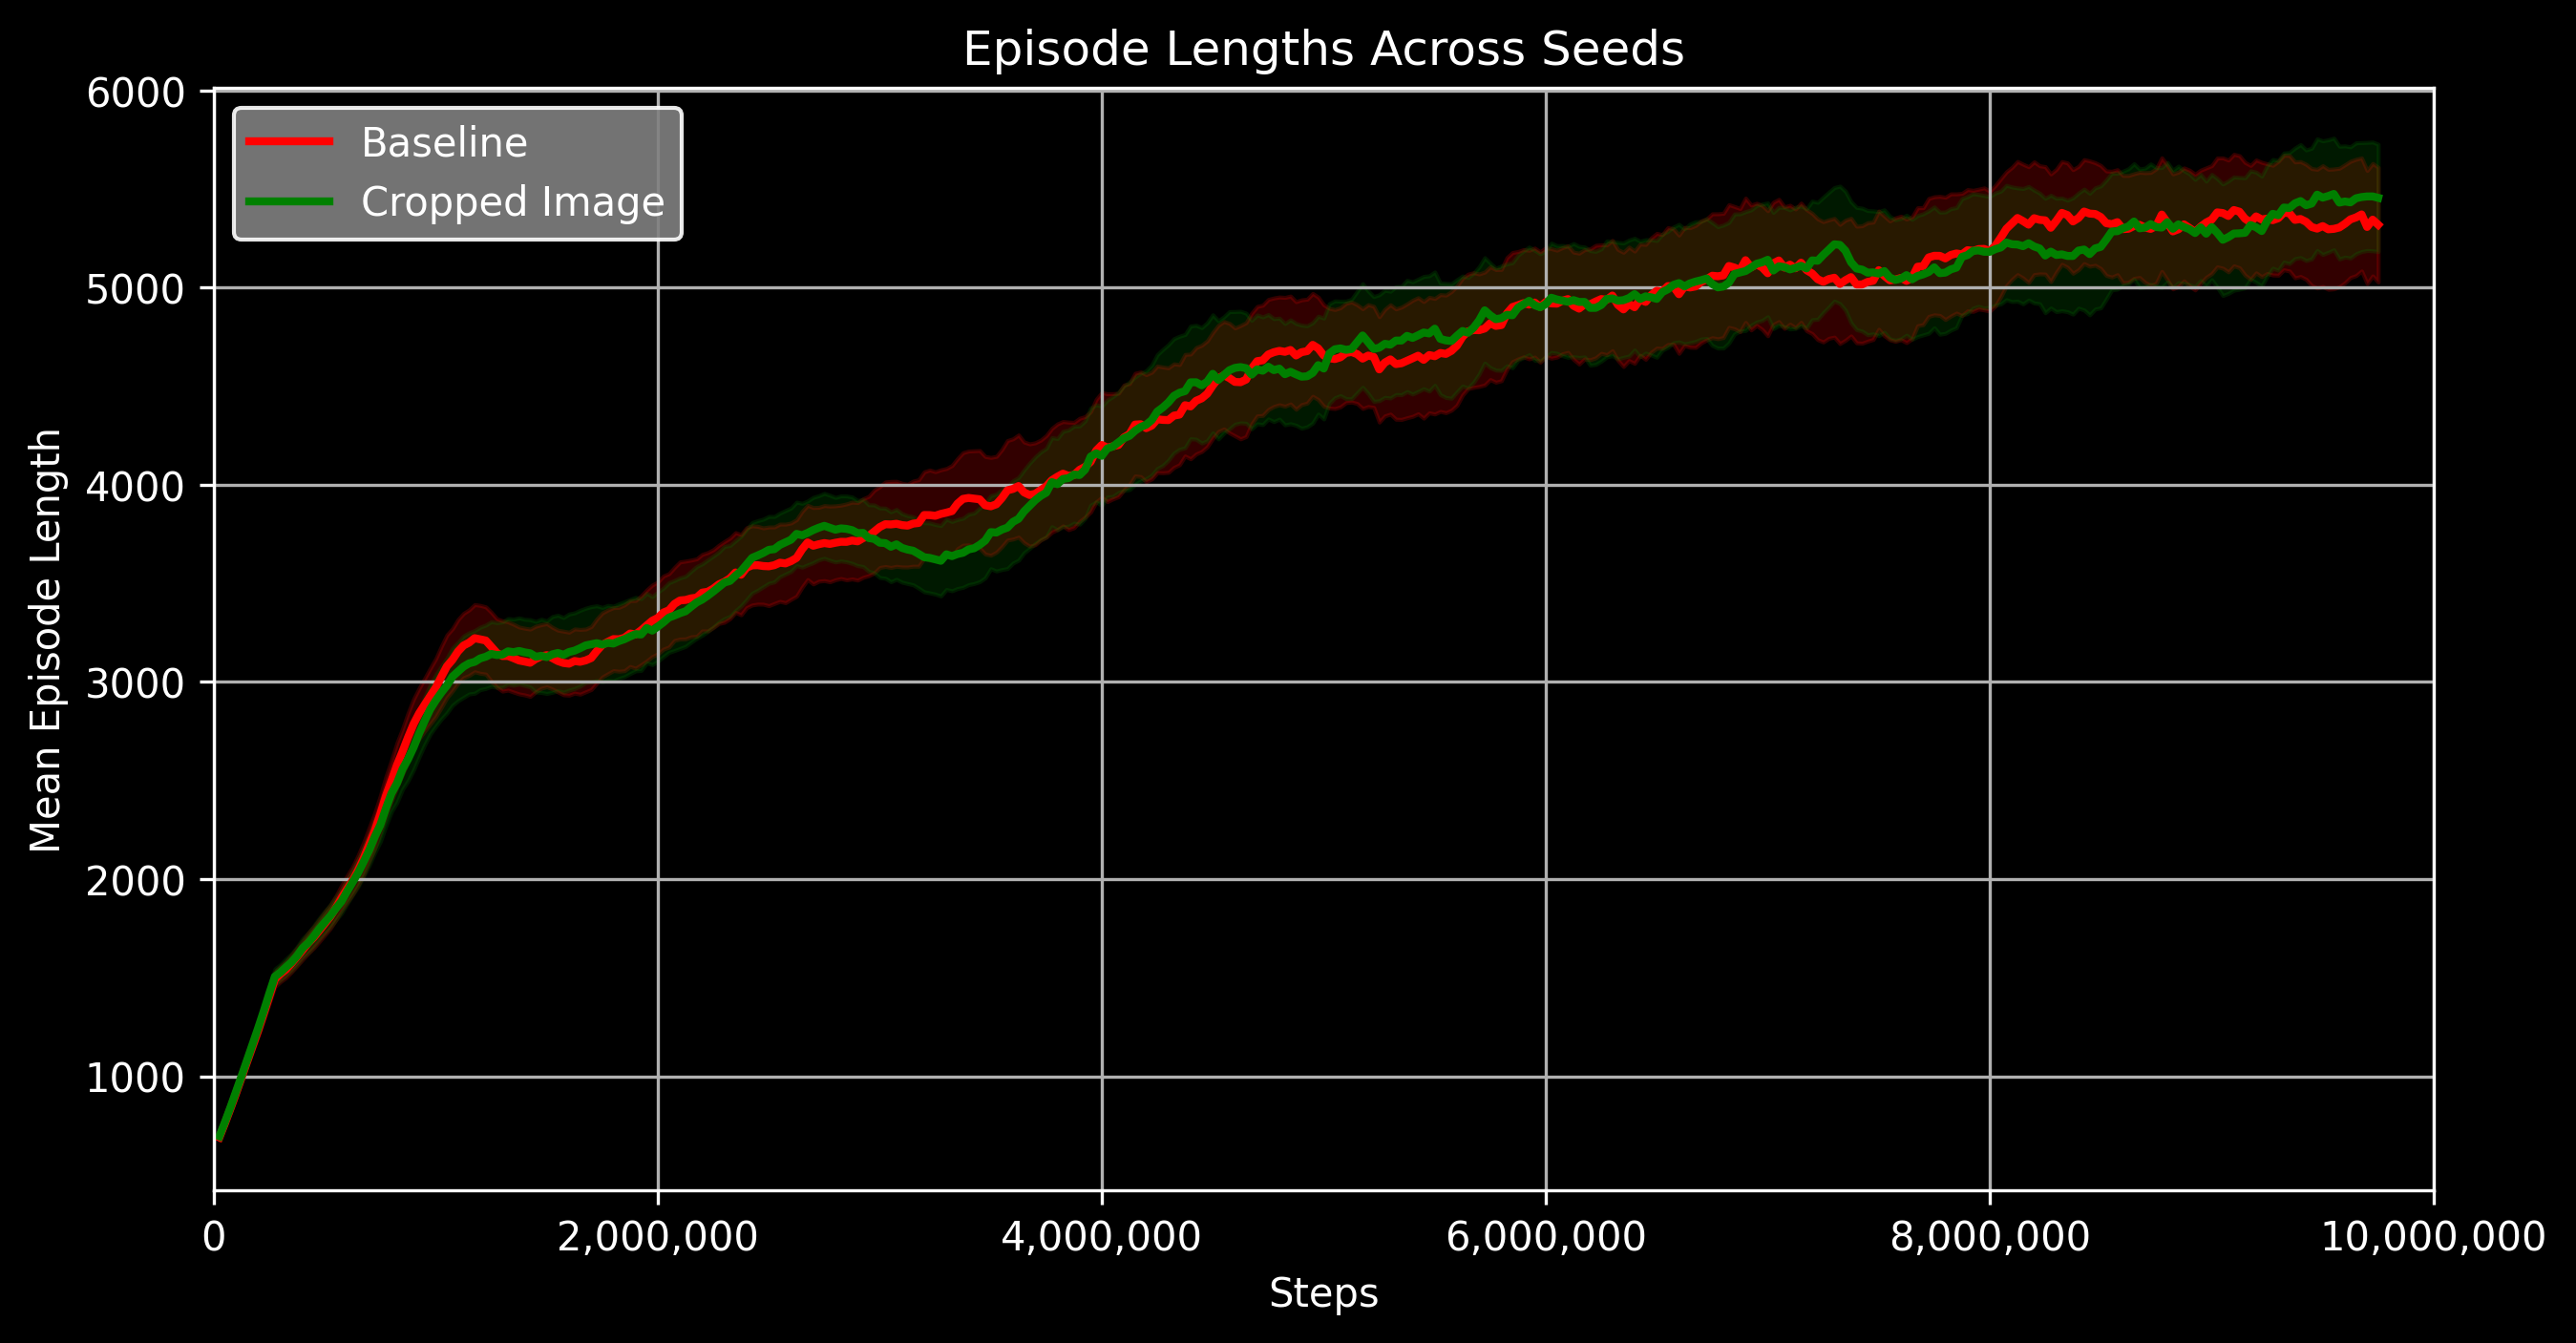 Episode Lengths Across Seeds
6000
Baseline
Cropped Image
5000
4000
Mean Episode Length
3000
2000
1000
0 2,000,000 4,000,000 6,000,000 8,000,000 10,000,000
Steps